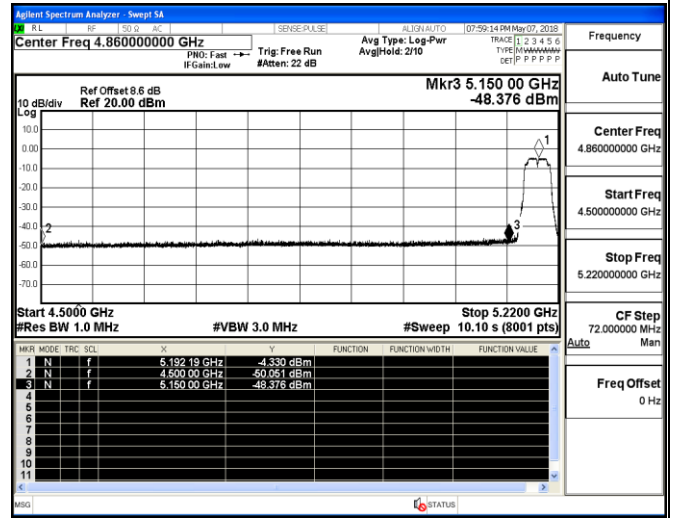 Agilent Spectrum Analyzer - Swept SA
RL RF 50 Ω AC SENSE:PULSE ALIGNAUTO 07:59:14 PM May 07, 2018
Center Freq 4.860000000 GHz
PNO: Fast
IFGain:Low
Trig: Free Run
#Atten: 22 dB
Avg Type: Log-Pwr
Avg|Hold: 2/10
TRACE 1 2 3 4 5 6
TYPE MWWWWW
DET P P P P P P
Ref Offset 8.6 dB
10 dB/div Ref 20.00 dBm
Log
Mkr3 5.150 00 GHz
-48.376 dBm
10.0
0.00
-10.0
-20.0
-30.0
-40.0
-50.0
-60.0
-70.0
1
2
3
Start 4.5000 GHz Stop 5.2200 GHz
#Res BW 1.0 MHz #VBW 3.0 MHz #Sweep 10.10 s (8001 pts)
MKR MODE TRC SCL X Y FUNCTION FUNCTION WIDTH FUNCTION VALUE
1 N f 5.192 19 GHz -4.330 dBm
2 N f 4.500 00 GHz -50.051 dBm
3 N f 5.150 00 GHz -48.376 dBm
4
5
6
7
8
9
10
11
MSG STATUS
Frequency
Auto Tune
Center Freq
4.860000000 GHz
Start Freq
4.500000000 GHz
Stop Freq
5.220000000 GHz
CF Step
72.000000 MHz
Auto Man
Freq Offset
0 Hz